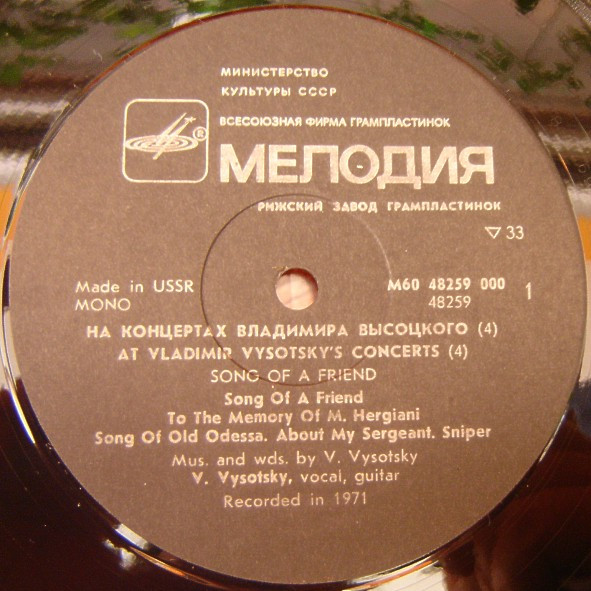 МИНИСТЕРСТВО
КУЛЬТУРЫ СССР
ВСЕСОЮЗНАЯ ФИРМА ГРАМПЛАСТИНОК
®
МЕЛОДИЯ
РИЖСКИЙ ЗАВОД ГРАМПЛАСТИНОК
▽ 33
Made in USSR
MONO
М60 48259 000
48259
1
НА КОНЦЕРТАХ ВЛАДИМИРА ВЫСОЦКОГО (4)
AT VLADIMIR VYSOTSKY'S CONCERTS (4)
SONG OF A FRIEND
Song Of A Friend
To The Memory Of M. Hergiani
Song Of Old Odessa. About My Sergeant. Sniper
Mus. and wds. by V. Vysotsky
V. Vysotsky, vocal, guitar
Recorded in 1971